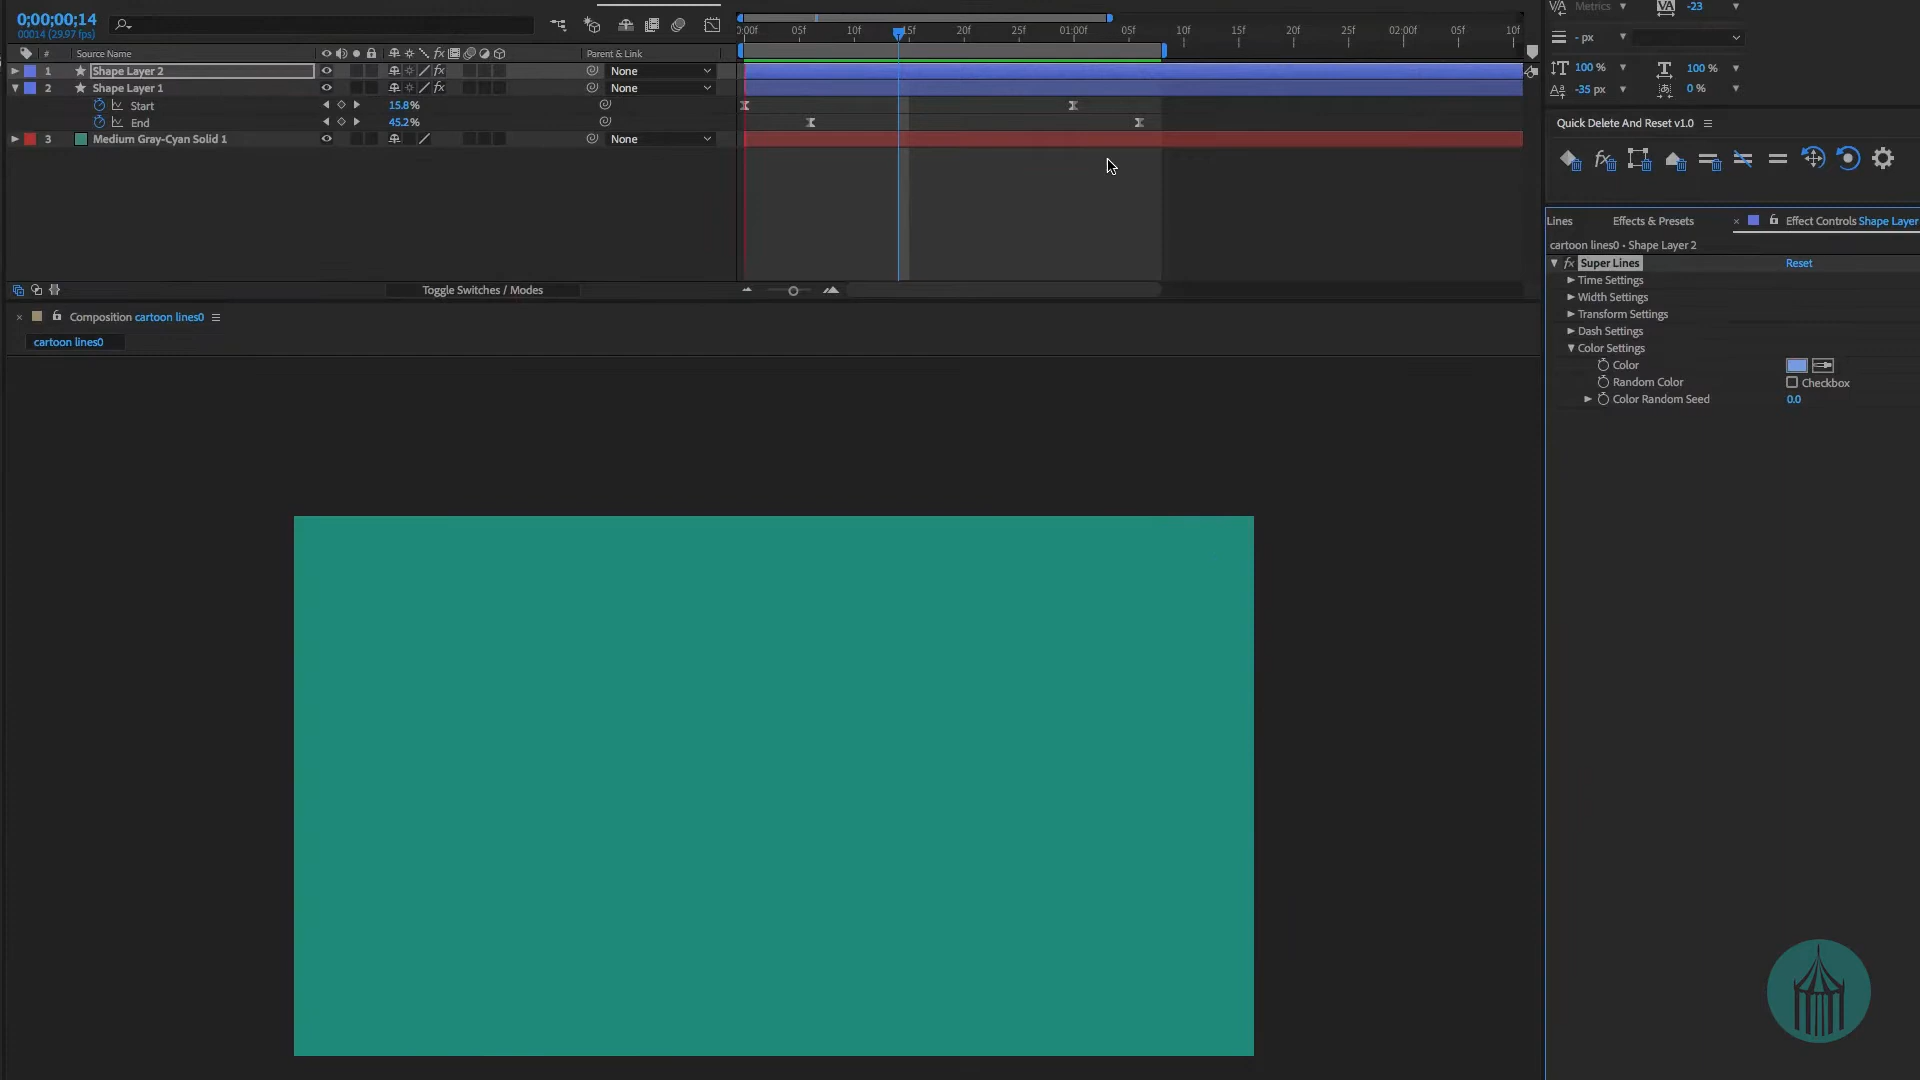 0;00;00;14
00014 (29.97 fps)
# Source Name
Parent & Link
1 Shape Layer 2 fx None
2 Shape Layer 1 fx None
Start 15.8%
End 45.2%
3 Medium Gray-Cyan Solid 1 None
Toggle Switches / Modes
0:00f 05f 10f 15f 20f 25f 01:00f 05f 10f 15f 20f 25f 02:00f 05f 10f
Composition cartoon lines0
cartoon lines0
Metrics -23
- px
100 % 100 %
-35 px 0 %
Quick Delete And Reset v1.0
Lines Effects & Presets Effect Controls Shape Layer
cartoon lines0 • Shape Layer 2
fx Super Lines Reset
Time Settings
Width Settings
Transform Settings
Dash Settings
Color Settings
Color
Random Color Checkbox
Color Random Seed 0.0